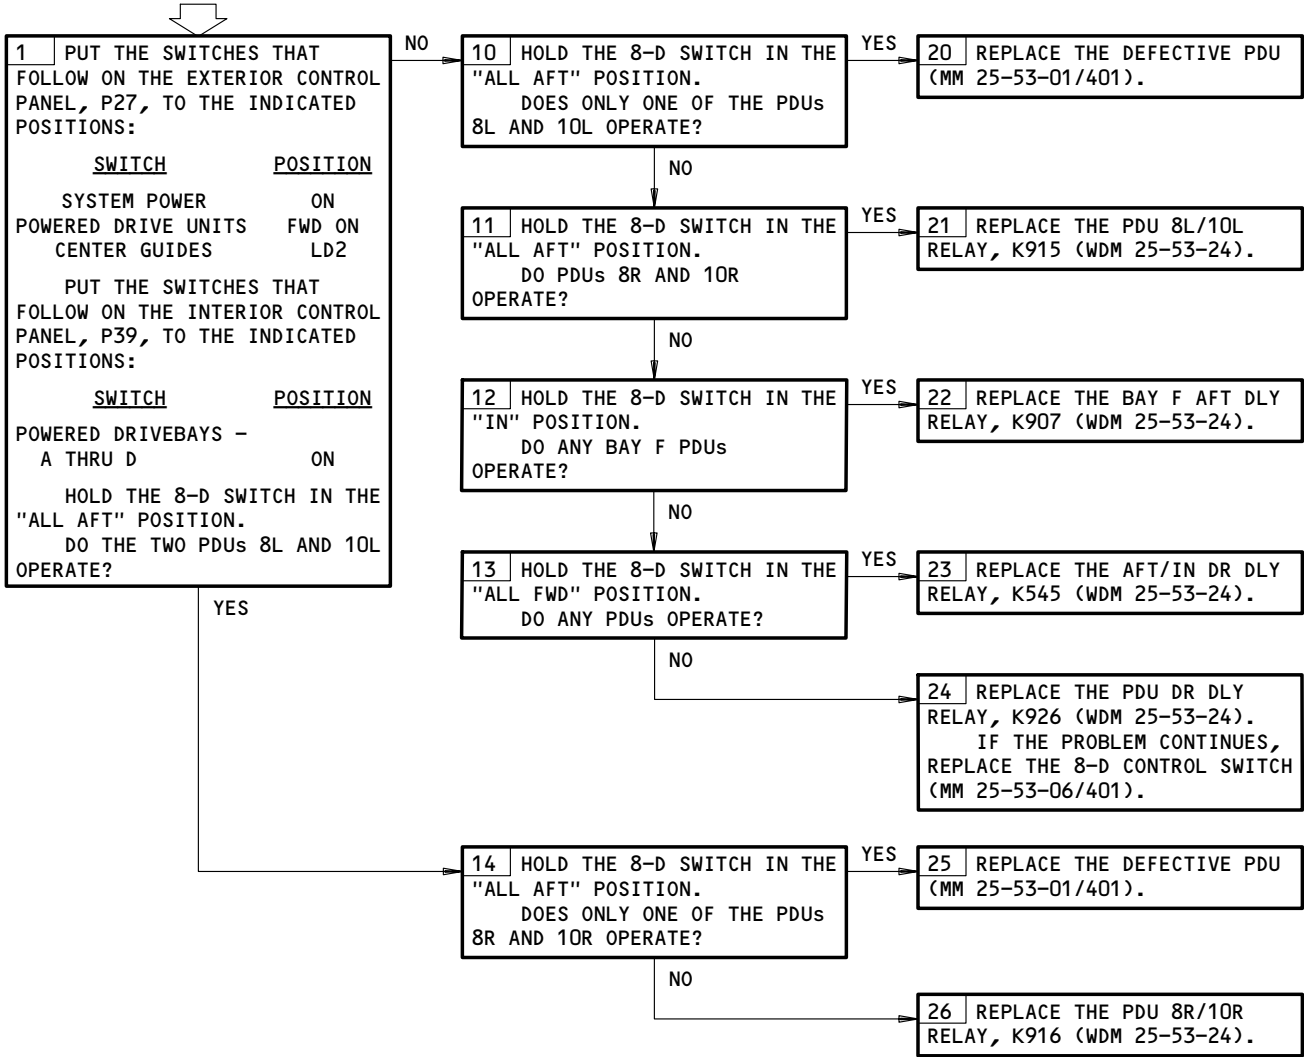 1 PUT THE SWITCHES THAT
FOLLOW ON THE EXTERIOR CONTROL
PANEL, P27, TO THE INDICATED
POSITIONS:
SWITCH POSITION
SYSTEM POWER ON
POWERED DRIVE UNITS FWD ON
CENTER GUIDES LD2
PUT THE SWITCHES THAT
FOLLOW ON THE INTERIOR CONTROL
PANEL, P39, TO THE INDICATED
POSITIONS:
SWITCH POSITION
POWERED DRIVEBAYS –
A THRU D ON
HOLD THE 8-D SWITCH IN THE
"ALL AFT" POSITION.
DO THE TWO PDUs 8L AND 10L
OPERATE?
NO
YES
10 HOLD THE 8-D SWITCH IN THE
"ALL AFT" POSITION.
DOES ONLY ONE OF THE PDUs
8L AND 10L OPERATE?
YES
NO
20 REPLACE THE DEFECTIVE PDU
(MM 25-53-01/401).
11 HOLD THE 8-D SWITCH IN THE
"ALL AFT" POSITION.
DO PDUs 8R AND 10R
OPERATE?
YES
NO
21 REPLACE THE PDU 8L/10L
RELAY, K915 (WDM 25-53-24).
12 HOLD THE 8-D SWITCH IN THE
"IN" POSITION.
DO ANY BAY F PDUs
OPERATE?
YES
NO
22 REPLACE THE BAY F AFT DLY
RELAY, K907 (WDM 25-53-24).
13 HOLD THE 8-D SWITCH IN THE
"ALL FWD" POSITION.
DO ANY PDUs OPERATE?
YES
NO
23 REPLACE THE AFT/IN DR DLY
RELAY, K545 (WDM 25-53-24).
24 REPLACE THE PDU DR DLY
RELAY, K926 (WDM 25-53-24).
IF THE PROBLEM CONTINUES,
REPLACE THE 8-D CONTROL SWITCH
(MM 25-53-06/401).
14 HOLD THE 8-D SWITCH IN THE
"ALL AFT" POSITION.
DOES ONLY ONE OF THE PDUs
8R AND 10R OPERATE?
YES
NO
25 REPLACE THE DEFECTIVE PDU
(MM 25-53-01/401).
26 REPLACE THE PDU 8R/10R
RELAY, K916 (WDM 25-53-24).